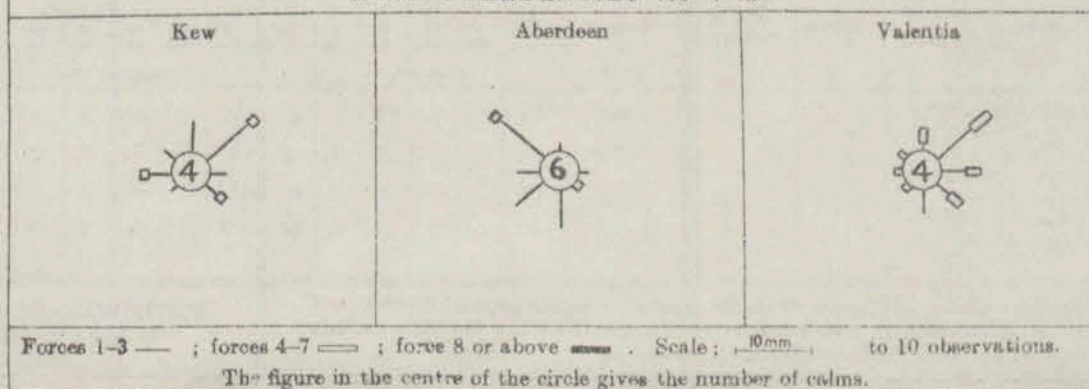 Kew Aberdeen Valentia
4 6 4
Forces 1–3 — ; forces 4–7 ; force 8 or above . Scale ; 10mm to 10 observations.
The figure in the centre of the circle gives the number of calms.